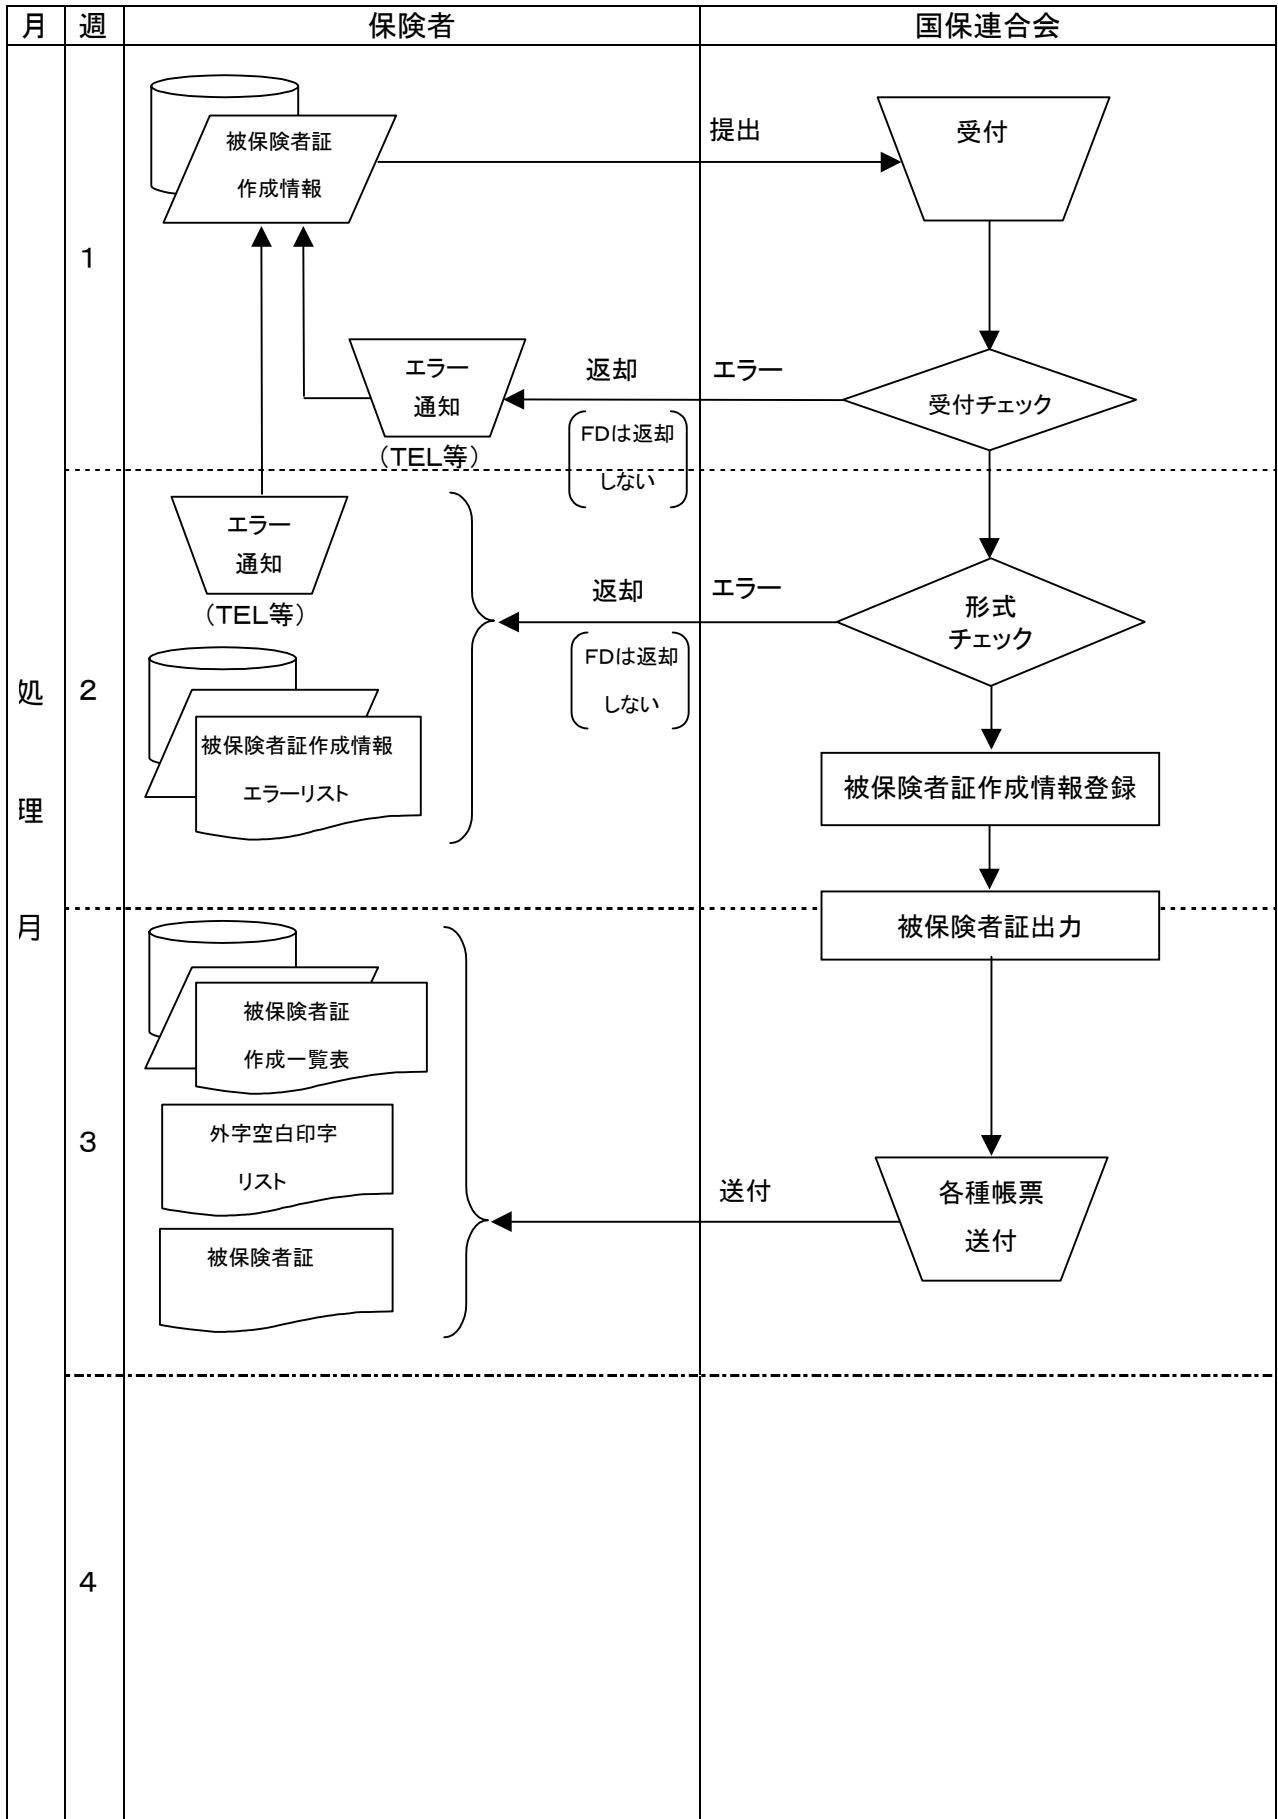 月 週 保険者 国保連合会
被保険者証
作成情報
提出
受付
1
エラー
通知
(TEL等)
返却
エラー
FDは返却
しない
受付チェック
エラー
通知
(TEL等)
返却
エラー
FDは返却
しない
形式
チェック
処
理
月
2
被保険者証作成情報
エラーリスト
被保険者証作成情報登録
被保険者証出力
被保険者証
作成一覧表
3
外字空白印字
リスト
被保険者証
送付
各種帳票
送付
4